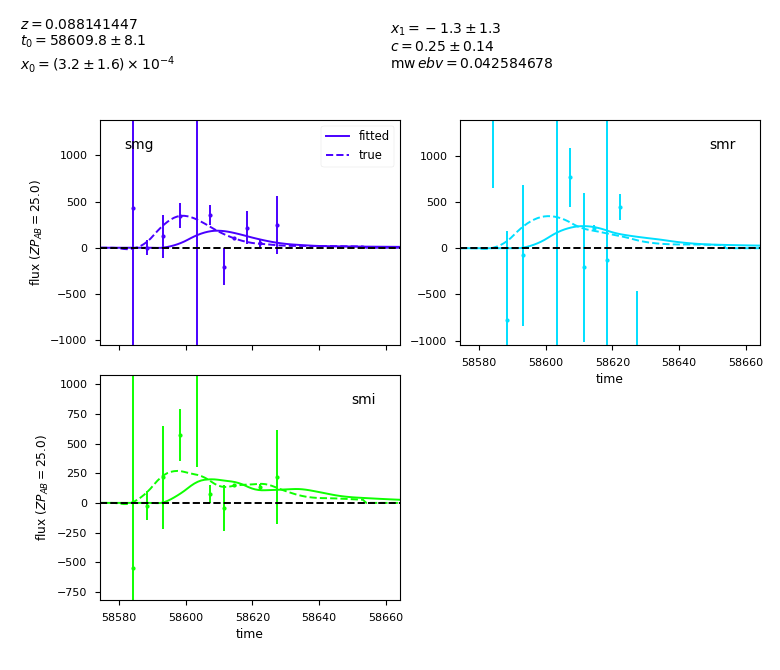 z = 0.088141447
t₀ = 58609.8 ± 8.1
x₀ = (3.2 ± 1.6) × 10⁻⁴
x₁ = −1.3 ± 1.3
c = 0.25 ± 0.14
mw ebv = 0.042584678
smg
fitted
true
1000
500
0
−500
−1000
flux (ZP_AB = 25.0)
smr
1000
500
0
−500
−1000
58580 58600 58620 58640 58660
time
smi
1000
750
500
250
0
−250
−500
−750
flux (ZP_AB = 25.0)
58580 58600 58620 58640 58660
time